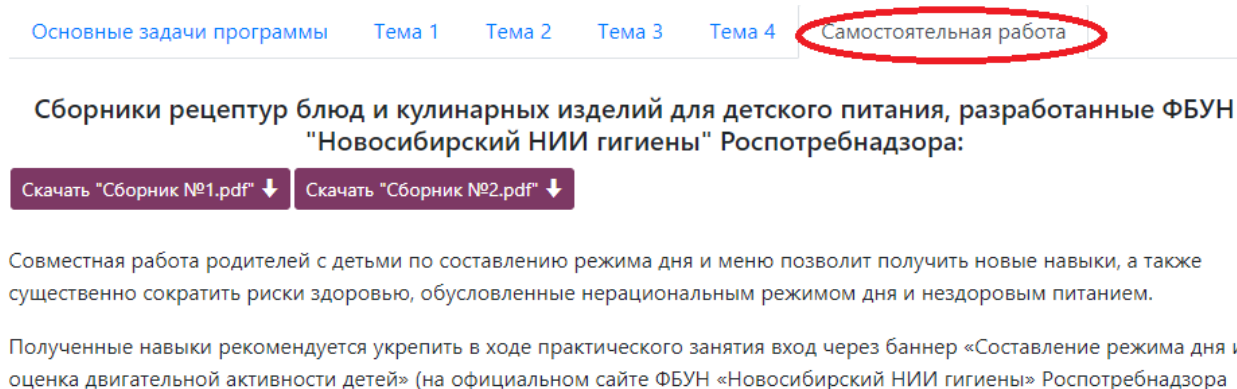 Основные задачи программы Тема 1 Тема 2 Тема 3 Тема 4 Самостоятельная работа
Сборники рецептур блюд и кулинарных изделий для детского питания, разработанные ФБУН
"Новосибирский НИИ гигиены" Роспотребнадзора:
Скачать "Сборник №1.pdf" Скачать "Сборник №2.pdf"
Совместная работа родителей с детьми по составлению режима дня и меню позволит получить новые навыки, а также
существенно сократить риски здоровью, обусловленные нерациональным режимом дня и нездоровым питанием.
Полученные навыки рекомендуется укрепить в ходе практического занятия вход через баннер «Составление режима дня и
оценка двигательной активности детей» (на официальном сайте ФБУН «Новосибирский НИИ гигиены» Роспотребнадзора